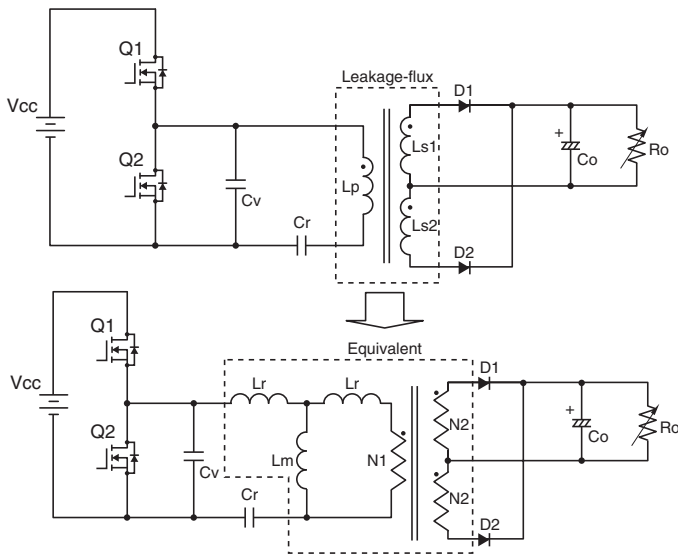 Q1
Leakage-flux
D1
Vcc
Ls1
+
Co
Ro
Q2
Lp
Cv
Ls2
Cr
D2
Equivalent
Q1
D1
Lr
Lr
Vcc
N2
+
Co
Ro
Q2
Cv
Lm
N1
N2
Cr
D2